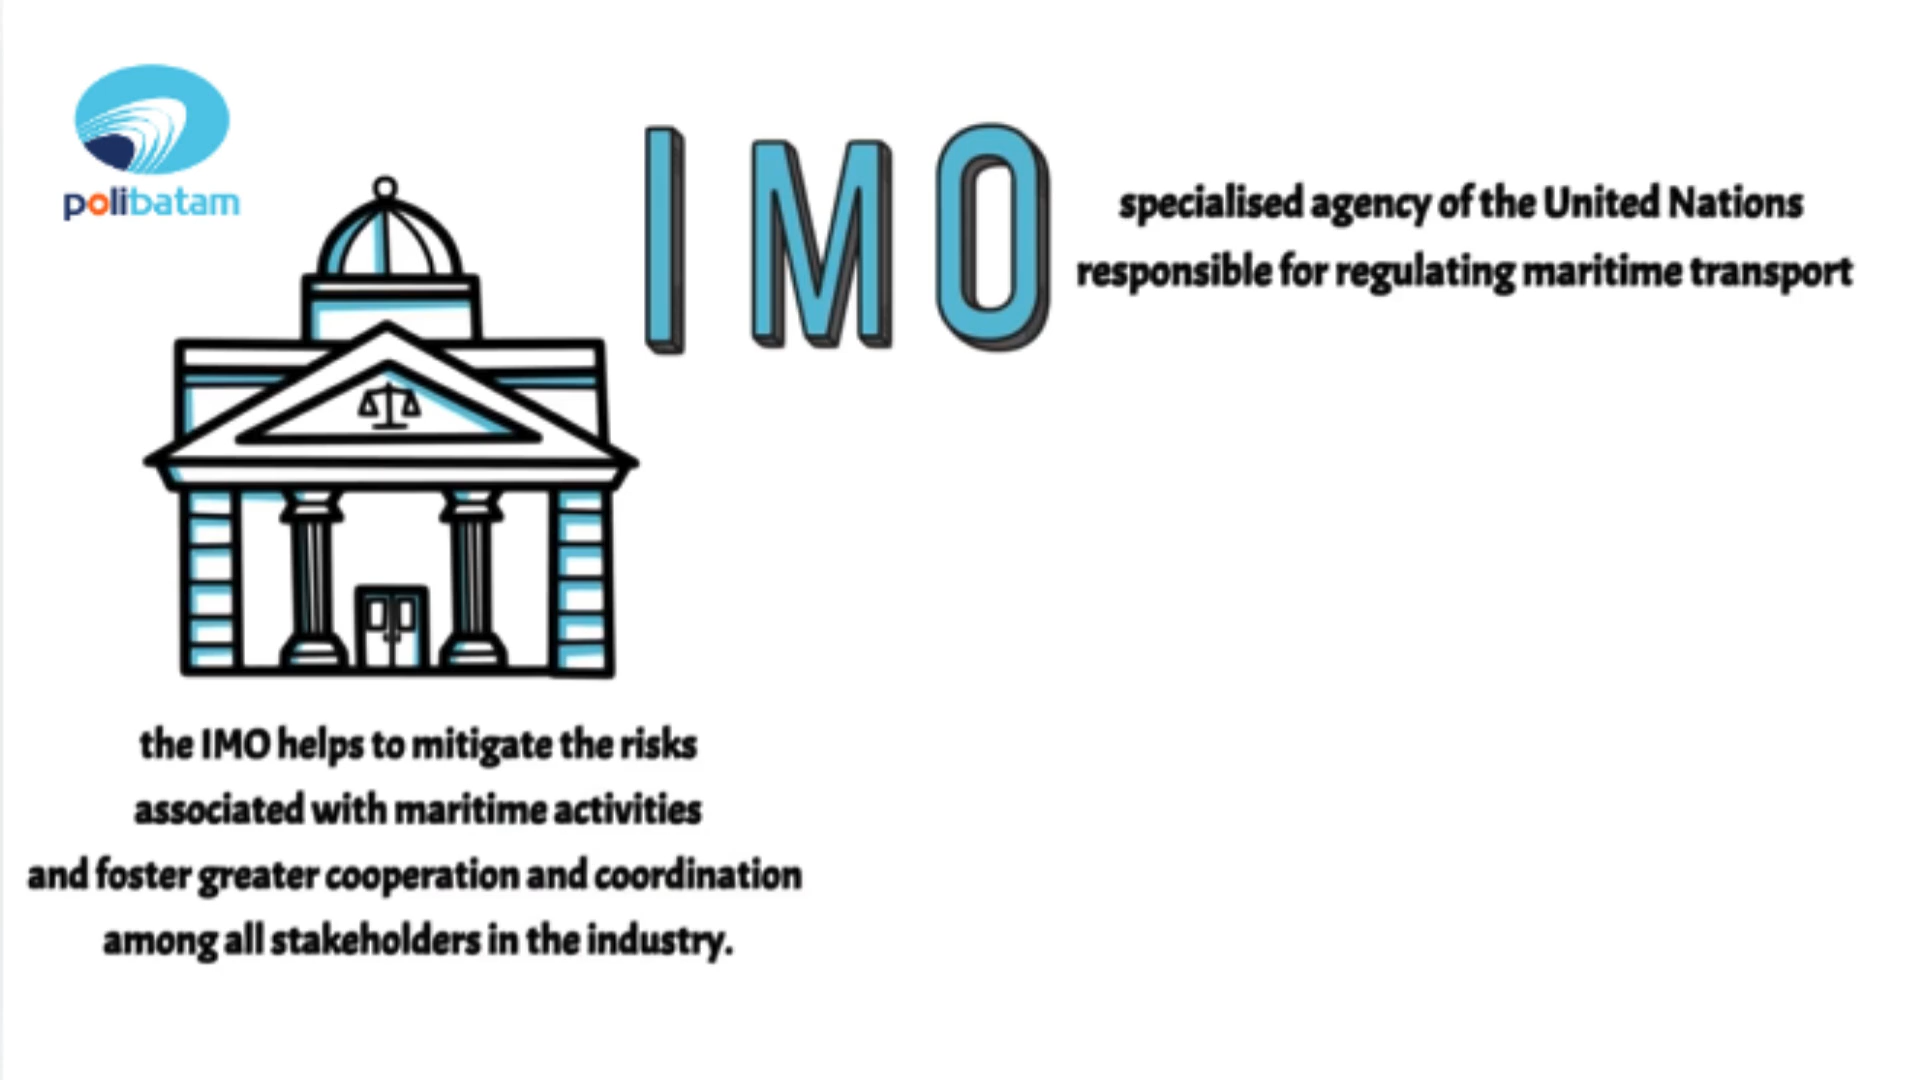 polibatam
IMO
specialised agency of the United Nations
responsible for regulating maritime transport
the IMO helps to mitigate the risks
associated with maritime activities
and foster greater cooperation and coordination
among all stakeholders in the industry.